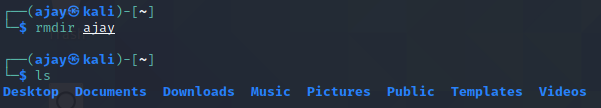 ┌──(ajay㉿kali)-[~]
└─$ rmdir ajay
┌──(ajay㉿kali)-[~]
└─$ ls
Desktop  Documents  Downloads  Music  Pictures  Public  Templates  Videos